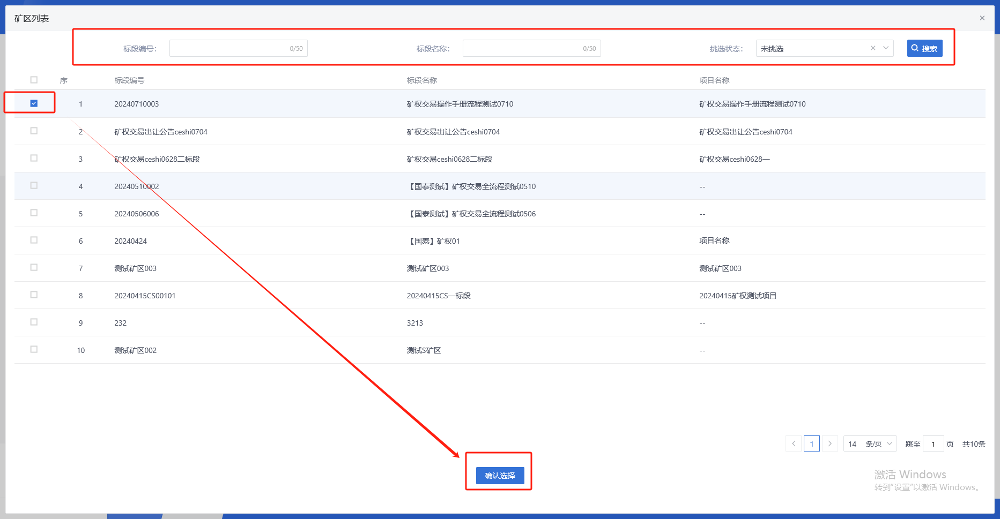 矿区列表
标段编号： 0/50 标段名称： 0/50 挑选状态： 未挑选 搜索
序 标段编号 标段名称 项目名称
1 20240710003 矿权交易操作手册流程测试0710 矿权交易操作手册流程测试0710
2 矿权交易出让公告ceshi0704 矿权交易出让公告ceshi0704 矿权交易出让公告ceshi0704
3 矿权交易ceshi0628二标段 矿权交易ceshi0628二标段 矿权交易ceshi0628一
4 20240510002 【国泰测试】矿权交易全流程测试0510 --
5 20240506006 【国泰测试】矿权交易全流程测试0506 --
6 20240424 【国泰】矿权01 项目名称
7 测试矿区003 测试矿区003 测试矿区003
8 20240415CS00101 20240415CS一标段 20240415矿权测试项目
9 232 3213 --
10 测试矿区002 测试S矿区 --
1 14 条/页 跳至 1 页 共10条
确认选择
激活 Windows
转到“设置”以激活 Windows。